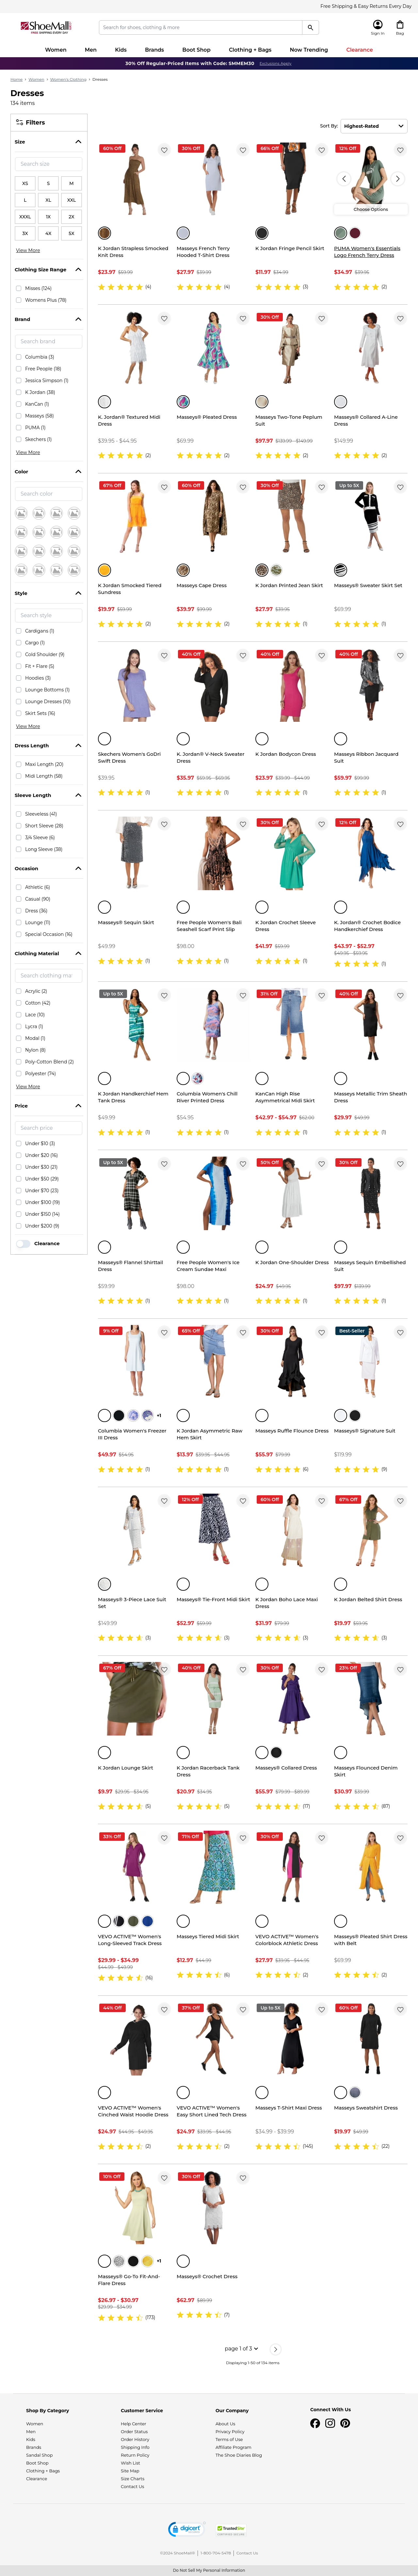 Free Shipping & Easy Returns Every Day
ShoeMall
FREE SHIPPING EVERY DAY
Search for shoes, clothing & more
Sign In
Bag
Women Men Kids Brands Boot Shop Clothing + Bags Now Trending Clearance
30% Off Regular-Priced Items with Code: SMMEM30 Exclusions Apply
Home > Women > Women's Clothing > Dresses
Dresses
134 items
Filters
Sort By: Highest-Rated
Size
Search size
XS S M
L XL XXL
XXXL 1X 2X
3X 4X 5X
View More
Clothing Size Range
Misses (124)
Womens Plus (78)
Brand
Search brand
Columbia (3)
Free People (18)
Jessica Simpson (1)
K Jordan (38)
KanCan (1)
Masseys (58)
PUMA (1)
Skechers (1)
View More
Color
Search color
Style
Search style
Cardigans (1)
Cargo (1)
Cold Shoulder (9)
Fit + Flare (5)
Hoodies (3)
Lounge Bottoms (1)
Lounge Dresses (10)
Skirt Sets (16)
View More
Dress Length
Maxi Length (20)
Midi Length (58)
Sleeve Length
Sleeveless (41)
Short Sleeve (28)
3/4 Sleeve (6)
Long Sleeve (38)
Occasion
Athletic (6)
Casual (90)
Dress (36)
Lounge (11)
Special Occasion (16)
Clothing Material
Search clothing ma
Acrylic (2)
Cotton (42)
Lace (10)
Lycra (1)
Modal (1)
Nylon (8)
Poly-Cotton Blend (2)
Polyester (74)
View More
Price
Search price
Under $10 (3)
Under $20 (16)
Under $30 (21)
Under $50 (29)
Under $70 (23)
Under $100 (19)
Under $150 (14)
Under $200 (9)
Clearance
60% Off
K Jordan Strapless Smocked Knit Dress
$23.97 $59.99
(4)
30% Off
Masseys French Terry Hooded T-Shirt Dress
$27.97 $39.99
(4)
66% Off
K Jordan Fringe Pencil Skirt
$11.97 $34.99
(3)
12% Off
Choose Options
PUMA Women's Essentials Logo French Terry Dress
$34.97 $39.95
(2)
K. Jordan® Textured Midi Dress
$39.95 - $44.95
(2)
Masseys® Pleated Dress
$69.99
(2)
30% Off
Masseys Two-Tone Peplum Suit
$97.97 $139.99 - $149.99
(2)
Masseys® Collared A-Line Dress
$149.99
(2)
67% Off
K Jordan Smocked Tiered Sundress
$19.97 $59.99
(2)
60% Off
Masseys Cape Dress
$39.97 $99.99
(2)
30% Off
K Jordan Printed Jean Skirt
$27.97 $39.95
(1)
Up to 5X
Masseys® Sweater Skirt Set
$69.99
(1)
Skechers Women's GoDri Swift Dress
$39.95
(1)
40% Off
K. Jordan® V-Neck Sweater Dress
$35.97 $59.95 - $69.95
(1)
40% Off
K Jordan Bodycon Dress
$23.97 $39.99 - $44.99
(1)
40% Off
Masseys Ribbon Jacquard Suit
$59.97 $99.99
(1)
Masseys® Sequin Skirt
$49.99
(1)
Free People Women's Bali Seashell Scarf Print Slip
$98.00
(1)
30% Off
K Jordan Crochet Sleeve Dress
$41.97 $59.99
(1)
12% Off
K. Jordan® Crochet Bodice Handkerchief Dress
$43.97 - $52.97
$49.95 - $69.95
(1)
Up to 5X
K Jordan Handkerchief Hem Tank Dress
$49.99
(1)
Columbia Women's Chill River Printed Dress
$54.95
(1)
31% Off
KanCan High Rise Asymmetrical Midi Skirt
$42.97 - $54.97 $62.00
(1)
40% Off
Masseys Metallic Trim Sheath Dress
$29.97 $49.99
(1)
Up to 5X
Masseys® Flannel Shirttail Dress
$59.99
(1)
Free People Women's Ice Cream Sundae Maxi
$98.00
(1)
50% Off
K Jordan One-Shoulder Dress
$24.97 $49.95
(1)
30% Off
Masseys Sequin Embellished Suit
$97.97 $139.99
(1)
9% Off
+1
Columbia Women's Freezer III Dress
$49.97 $54.95
(1)
65% Off
K Jordan Asymmetric Raw Hem Skirt
$13.97 $39.95 - $44.95
(1)
30% Off
Masseys Ruffle Flounce Dress
$55.97 $79.99
(6)
Best-Seller
Masseys® Signature Suit
$179.99
(9)
Masseys® 3-Piece Lace Suit Set
$149.99
(3)
12% Off
Masseys® Tie-Front Midi Skirt
$52.97 $59.99
(3)
60% Off
K Jordan Boho Lace Maxi Dress
$31.97 $79.99
(3)
67% Off
K Jordan Belted Shirt Dress
$19.97 $59.95
(3)
67% Off
K Jordan Lounge Skirt
$9.97 $29.95 - $34.95
(5)
40% Off
K Jordan Racerback Tank Dress
$20.97 $34.95
(5)
30% Off
Masseys® Collared Dress
$55.97 $79.99 - $89.99
(17)
23% Off
Masseys Flounced Denim Skirt
$30.97 $39.99
(87)
33% Off
VEVO ACTIVE™ Women's Long-Sleeved Track Dress
$29.99 - $34.99
$44.99 - $49.99
(16)
71% Off
Masseys Tiered Midi Skirt
$12.97 $44.99
(6)
30% Off
VEVO ACTIVE™ Women's Colorblock Athletic Dress
$27.97 $39.95 - $44.95
(2)
Masseys® Pleated Shirt Dress with Belt
$69.99
(2)
44% Off
VEVO ACTIVE™ Women's Cinched Waist Hoodie Dress
$24.97 $44.95 - $49.95
(2)
37% Off
VEVO ACTIVE™ Women's Easy Short Lined Tech Dress
$24.97 $39.95 - $44.95
(2)
Up to 5X
Masseys T-Shirt Maxi Dress
$34.99 - $39.99
(145)
60% Off
Masseys Sweatshirt Dress
$19.97 $49.99
(22)
10% Off
+1
Masseys® Go-To Fit-And-Flare Dress
$26.97 - $30.97
$29.99 - $34.99
(173)
30% Off
Masseys® Crochet Dress
$62.97 $89.99
(7)
page 1 of 3
Displaying 1-50 of 134 items
Shop By Category
Women
Men
Kids
Brands
Sandal Shop
Boot Shop
Clothing + Bags
Clearance
Customer Service
Help Center
Order Status
Order History
Shipping Info
Return Policy
Wish List
Site Map
Size Charts
Contact Us
Our Company
About Us
Privacy Policy
Terms of Use
Affiliate Program
The Shoe Diaries Blog
Connect With Us
digicert
TrustedSite
CERTIFIED SECURE
©2024 ShoeMall® | 1-800-704-5478 | Contact Us
Do Not Sell My Personal Information